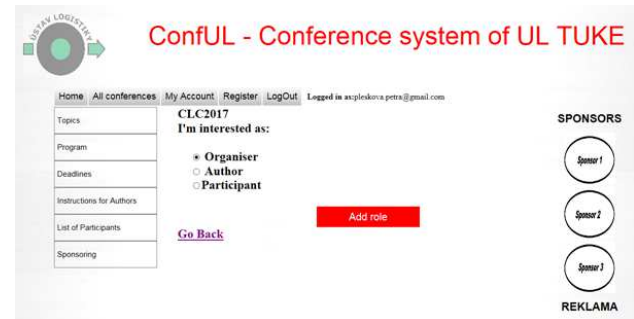 ÚSTAV LOGISTIKY
ConfUL - Conference system of UL TUKE
Home All conferences My Account Register LogOut Logged in as:pleskova.petra@gmail.com
Topics
Program
Deadlines
Instructions for Authors
List of Participants
Sponsoring
CLC2017
I'm interested as:
Organiser
Author
Participant
Add role
Go Back
SPONSORS
Sponsor 1
Sponsor 2
Sponsor 3
REKLAMA